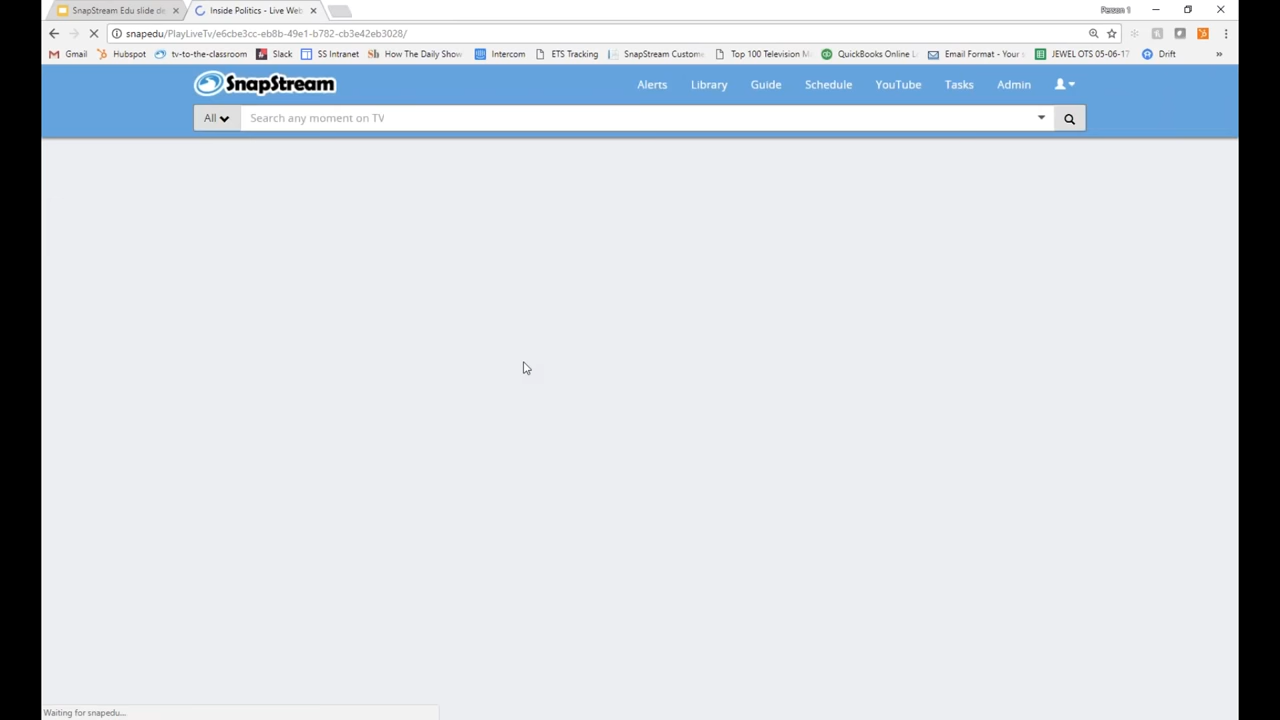 SnapStream Edu slide de
Inside Politics - Live Web
Person 1
snapedu/PlayLiveTv/e6cbe3cc-eb8b-49e1-b782-cb3e42eb3028/
Gmail Hubspot tv-to-the-classroom Slack SS Intranet How The Daily Show Intercom ETS Tracking SnapStream Custome Top 100 Television M QuickBooks Online L Email Format - Your s JEWEL OTS 05-06-17 Drift »
SnapStream Alerts Library Guide Schedule YouTube Tasks Admin
All Search any moment on TV
Waiting for snapedu...